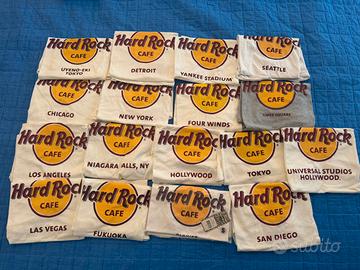 Hard Rock
CAFE
UYENO-EKI
TOKYO
Hard Rock
CAFE
DETROIT
Hard Rock
CAFE
YANKEE STADIUM
Hard Rock
CAFE
SEATTLE
Hard Rock
CAFE
CHICAGO
Hard Rock
CAFE
NEW YORK
Hard Rock
CAFE
FOUR WINDS
Hard Rock
CAFE
TIMES SQUARE
Hard Rock
CAFE
LOS ANGELES
Hard Rock
CAFE
NIAGARA FALLS, NY
Hard Rock
CAFE
HOLLYWOOD
Hard Rock
CAFE
TOKYO
Hard Rock
CAFE
UNIVERSAL STUDIOS
HOLLYWOOD
Hard Rock
CAFE
LAS VEGAS
Hard Rock
CAFE
FUKUOKA
Hard Rock
CAFE
Hard Rock
CAFE
SAN DIEGO
subito